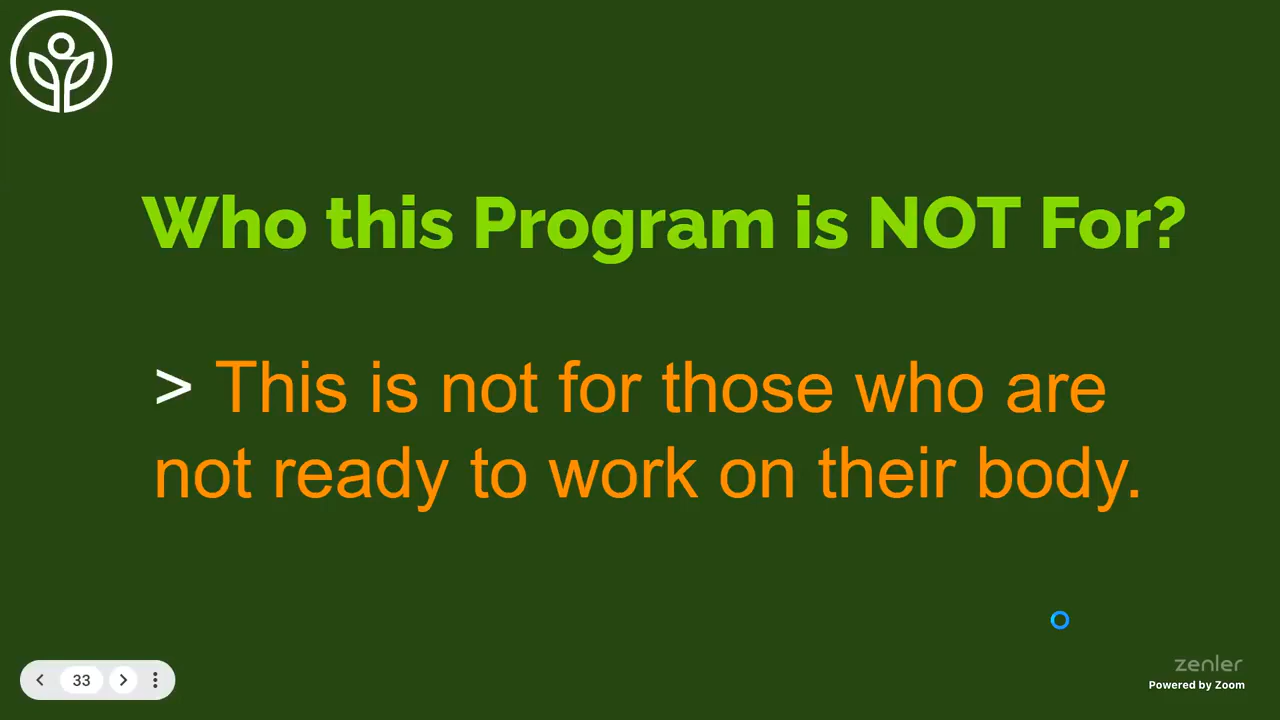 Who this Program is NOT For?
> This is not for those who are
not ready to work on their body.
33
zenler
Powered by Zoom